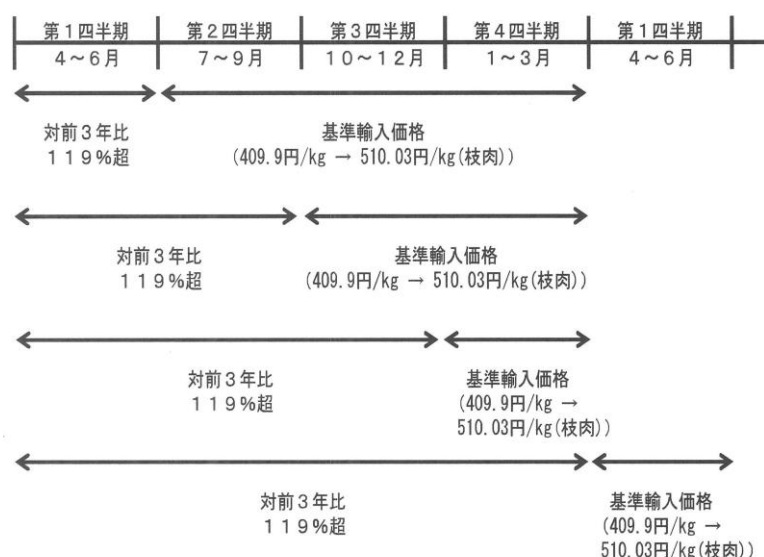 第１四半期 第２四半期 第３四半期 第４四半期 第１四半期
４～６月 ７～９月 １０～１２月 １～３月 ４～６月
対前３年比 基準輸入価格
１１９％超 (409.9円/kg → 510.03円/kg(枝肉))
対前３年比 基準輸入価格
１１９％超 (409.9円/kg → 510.03円/kg(枝肉))
対前３年比 基準輸入価格
１１９％超 (409.9円/kg →
510.03円/kg(枝肉))
対前３年比 基準輸入価格
１１９％超 (409.9円/kg →
510.03円/kg(枝肉))